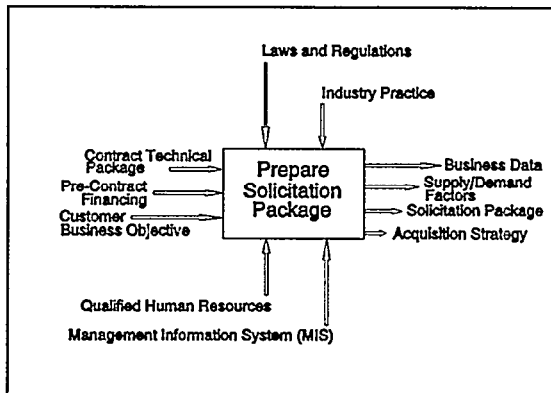 Laws and Regulations
Industry Practice
Contract Technical
Package
Pre-Contract
Financing
Customer
Business Objective
Prepare
Solicitation
Package
Business Data
Supply/Demand
Factors
Solicitation Package
Acquisition Strategy
Qualified Human Resources
Management Information System (MIS)